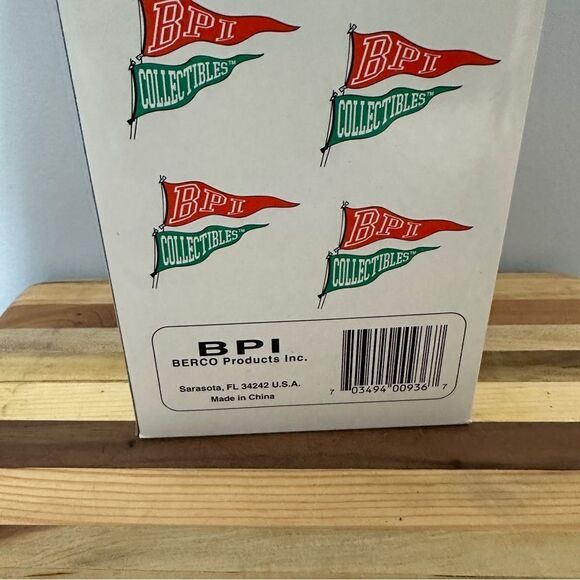 BPI
COLLECTIBLES™
BPI
COLLECTIBLES™
BPI
COLLECTIBLES™
BPI
COLLECTIBLES™
BPI
BERCO Products Inc.
Sarasota, FL 34242 U.S.A.
Made in China
7 03494 00936 7